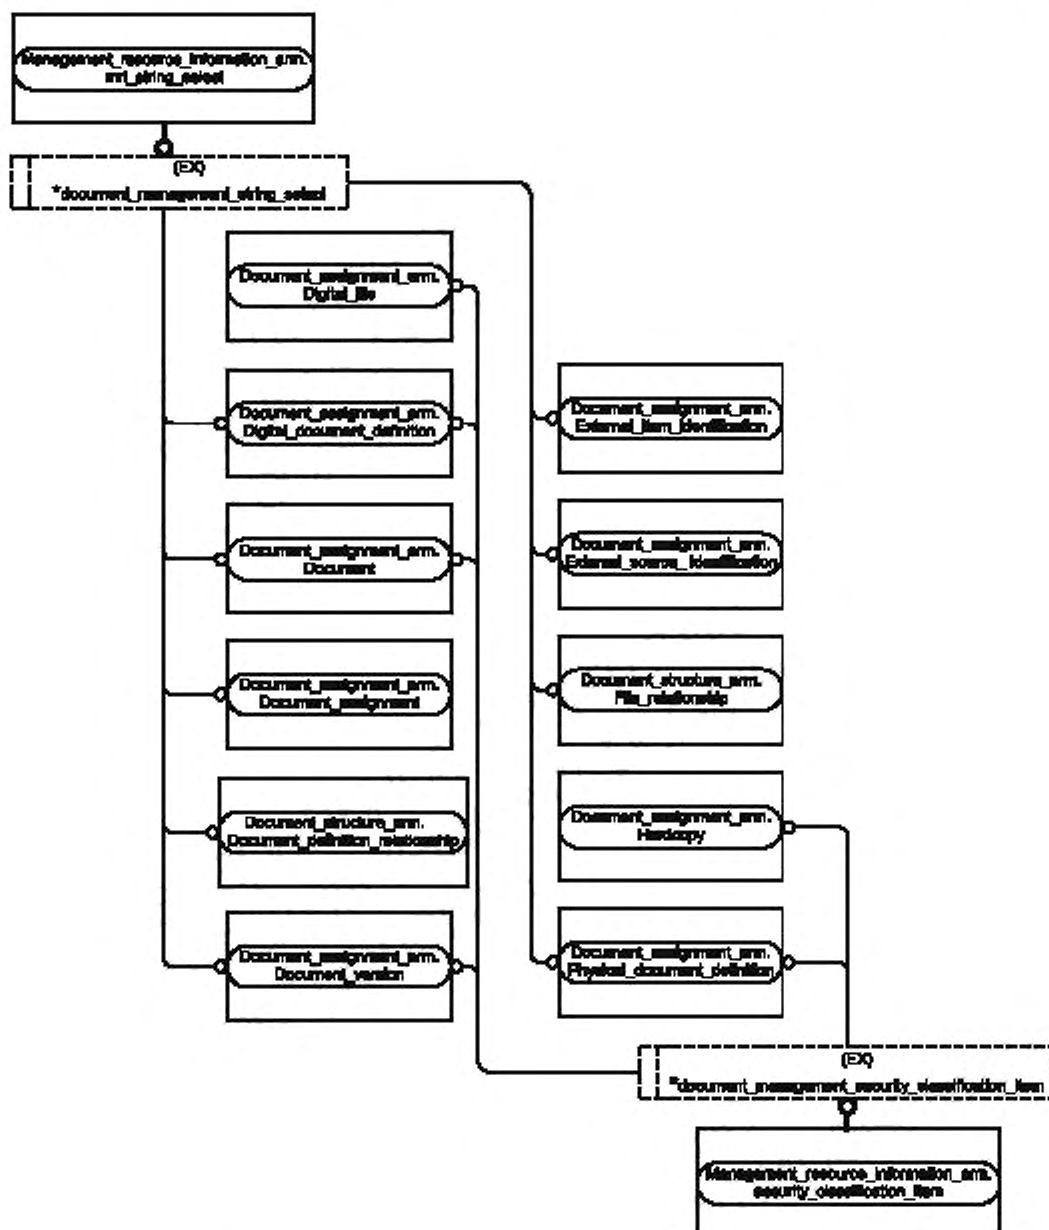 Management_resource_information_arm.
mri_string_select
(EX)
*document_management_string_select
Document_assignment_arm.
Digital_file
Document_assignment_arm.
Digital_document_definition
Document_assignment_arm.
External_item_identification
Document_assignment_arm.
Document
Document_assignment_arm.
External_source_identification
Document_assignment_arm.
Document_assignment
Document_structure_arm.
File_relationship
Document_structure_arm.
Document_definition_relationship
Document_assignment_arm.
Hardcopy
Document_assignment_arm.
Document_version
Document_assignment_arm.
Physical_document_definition
(EX)
*document_management_security_classification_item
Management_resource_information_arm.
security_classification_item